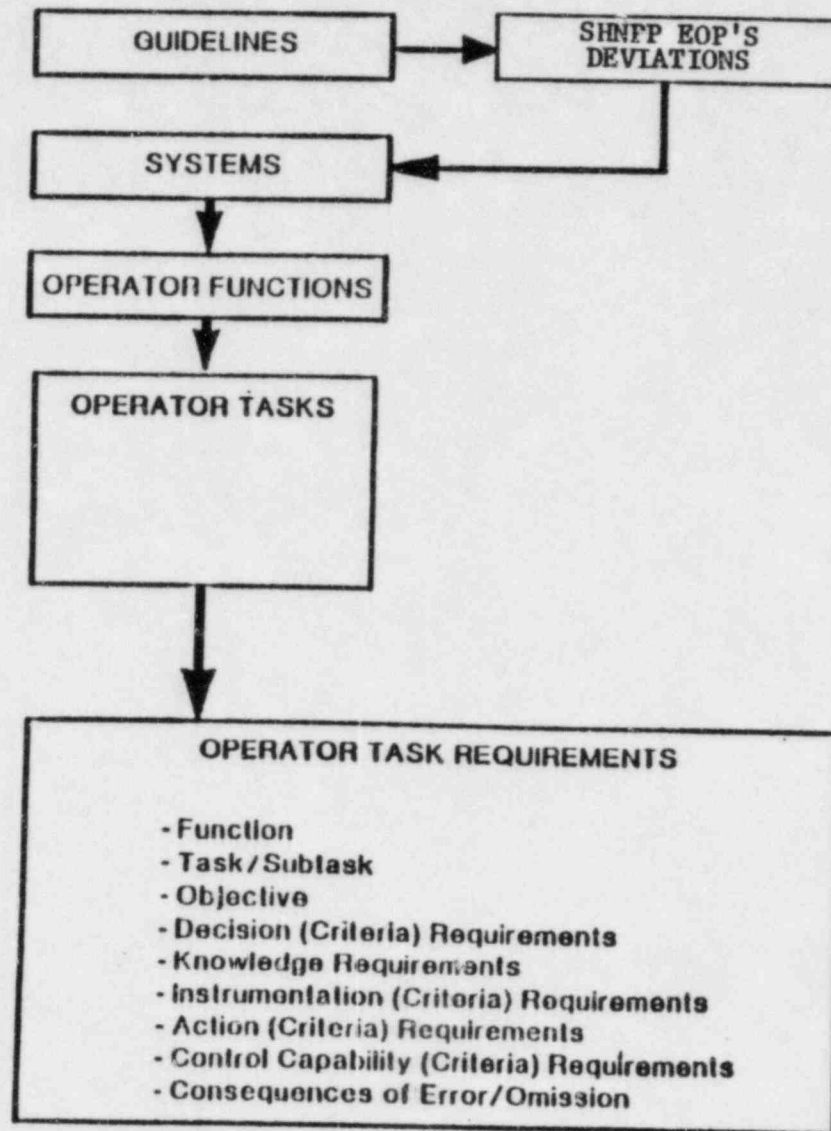 GUIDELINES
SHNFP EOP'S
DEVIATIONS
SYSTEMS
OPERATOR FUNCTIONS
OPERATOR TASKS
OPERATOR TASK REQUIREMENTS
- Function
- Task/Subtask
- Objective
- Decision (Criteria) Requirements
- Knowledge Requirements
- Instrumentation (Criteria) Requirements
- Action (Criteria) Requirements
- Control Capability (Criteria) Requirements
- Consequences of Error/Omission